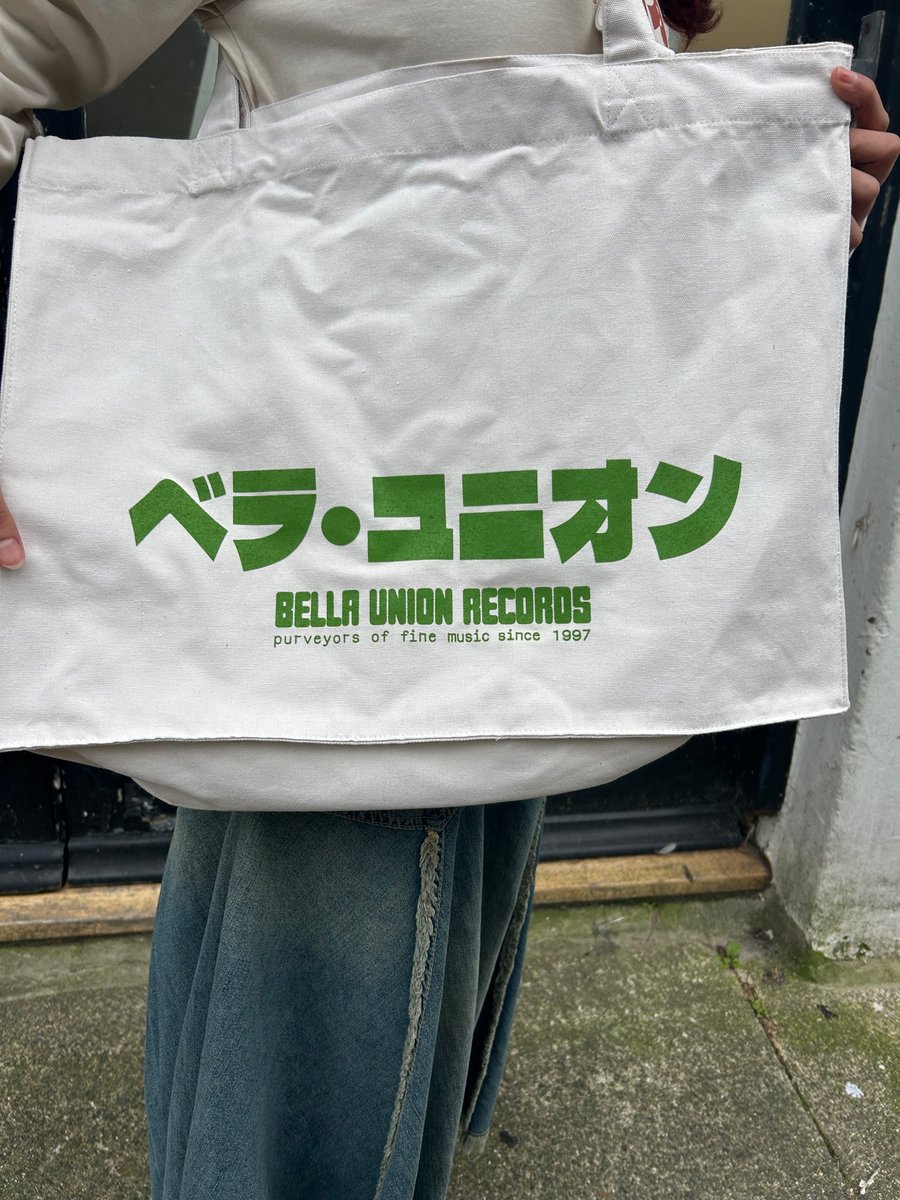 ベラ・ユニオン
BELLA UNION RECORDS
purveyors of fine music since 1997